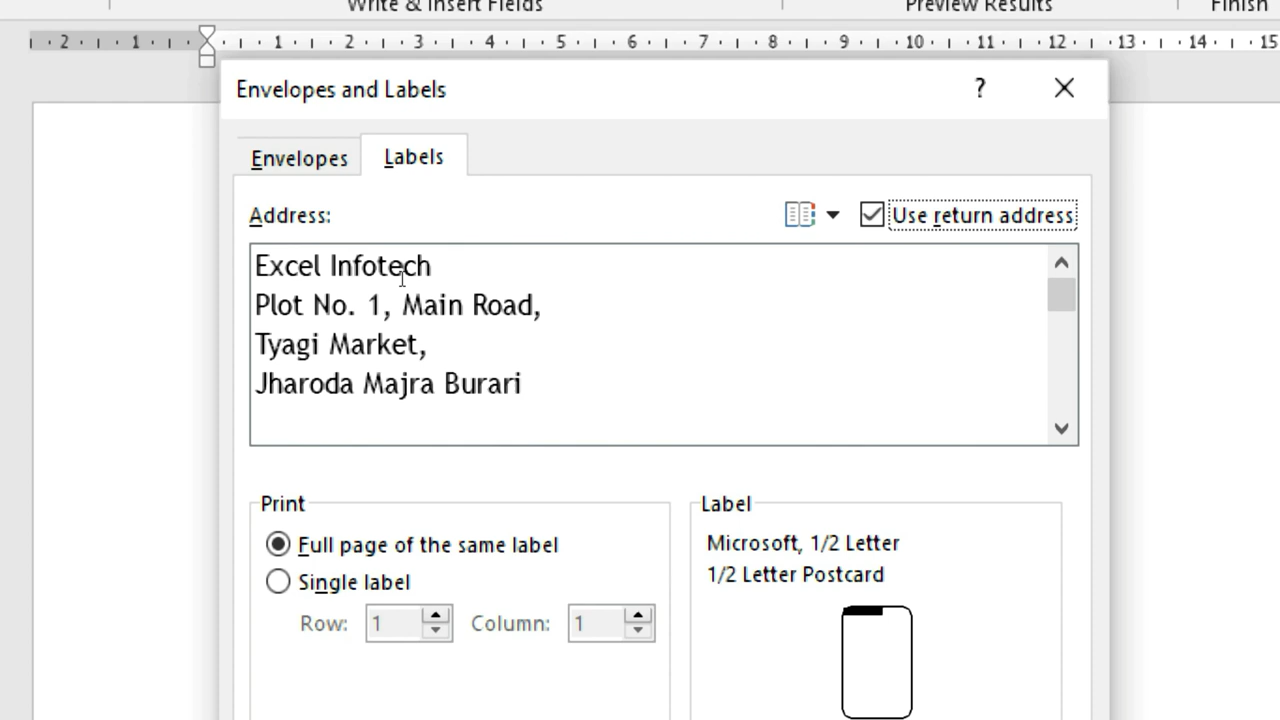 Write & Insert Fields Preview Results Finish
2 1 1 2 3 4 5 6 7 8 9 10 11 12 13 14 15
Envelopes and Labels ?
Envelopes Labels
Address: Use return address
Excel Infotech
Plot No. 1, Main Road,
Tyagi Market,
Jharoda Majra Burari
Print Label
Full page of the same label Microsoft, 1/2 Letter
Single label 1/2 Letter Postcard
Row: 1 Column: 1